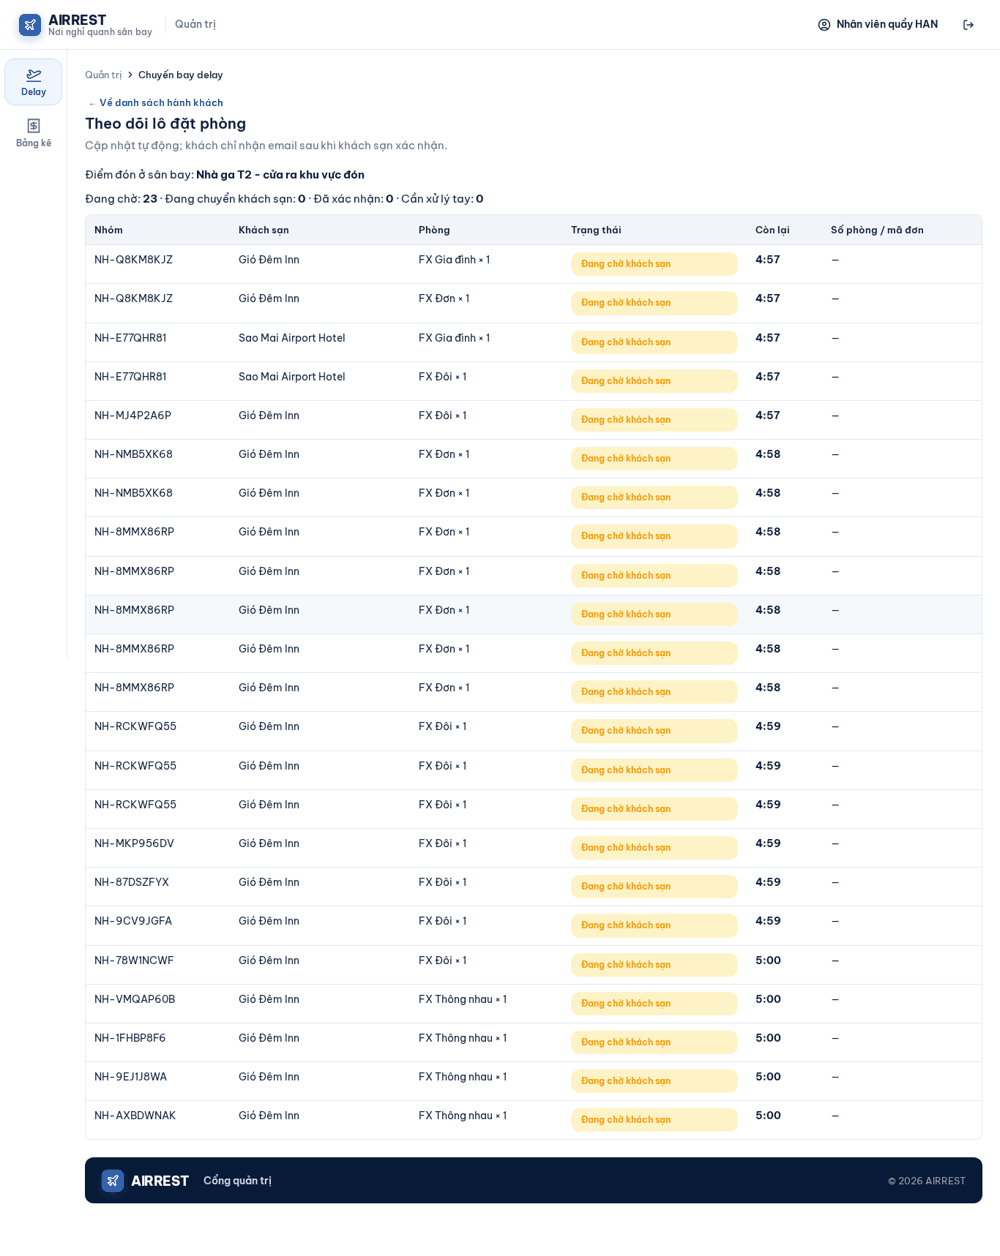 AIRREST
Nơi nghỉ quanh sân bay
Quản trị
Nhân viên quầy HAN
Delay
Bảng kê
Quản trị > Chuyến bay delay
← Về danh sách hành khách
Theo dõi lô đặt phòng
Cập nhật tự động; khách chỉ nhận email sau khi khách sạn xác nhận.
Điểm đón ở sân bay: Nhà ga T2 - cửa ra khu vực đón
Đang chờ: 23 · Đang chuyển khách sạn: 0 · Đã xác nhận: 0 · Cần xử lý tay: 0
Nhóm Khách sạn Phòng Trạng thái Còn lại Số phòng / mã đơn
NH-Q8KM8KJZ Gió Đêm Inn FX Gia đình × 1 Đang chờ khách sạn 4:57 —
NH-Q8KM8KJZ Gió Đêm Inn FX Đơn × 1 Đang chờ khách sạn 4:57 —
NH-E77QHR81 Sao Mai Airport Hotel FX Gia đình × 1 Đang chờ khách sạn 4:57 —
NH-E77QHR81 Sao Mai Airport Hotel FX Đôi × 1 Đang chờ khách sạn 4:57 —
NH-MJ4P2A6P Gió Đêm Inn FX Đôi × 1 Đang chờ khách sạn 4:57 —
NH-NMB5XK68 Gió Đêm Inn FX Đơn × 1 Đang chờ khách sạn 4:58 —
NH-NMB5XK68 Gió Đêm Inn FX Đơn × 1 Đang chờ khách sạn 4:58 —
NH-8MMX86RP Gió Đêm Inn FX Đơn × 1 Đang chờ khách sạn 4:58 —
NH-8MMX86RP Gió Đêm Inn FX Đơn × 1 Đang chờ khách sạn 4:58 —
NH-8MMX86RP Gió Đêm Inn FX Đơn × 1 Đang chờ khách sạn 4:58 —
NH-8MMX86RP Gió Đêm Inn FX Đơn × 1 Đang chờ khách sạn 4:58 —
NH-8MMX86RP Gió Đêm Inn FX Đơn × 1 Đang chờ khách sạn 4:58 —
NH-RCKWFQ55 Gió Đêm Inn FX Đôi × 1 Đang chờ khách sạn 4:59 —
NH-RCKWFQ55 Gió Đêm Inn FX Đôi × 1 Đang chờ khách sạn 4:59 —
NH-RCKWFQ55 Gió Đêm Inn FX Đôi × 1 Đang chờ khách sạn 4:59 —
NH-MKP956DV Gió Đêm Inn FX Đôi × 1 Đang chờ khách sạn 4:59 —
NH-87DSZFYX Gió Đêm Inn FX Đôi × 1 Đang chờ khách sạn 4:59 —
NH-9CV9JGFA Gió Đêm Inn FX Đôi × 1 Đang chờ khách sạn 4:59 —
NH-78W1NCWF Gió Đêm Inn FX Đôi × 1 Đang chờ khách sạn 5:00 —
NH-VMQAP60B Gió Đêm Inn FX Thông nhau × 1 Đang chờ khách sạn 5:00 —
NH-1FHBP8F6 Gió Đêm Inn FX Thông nhau × 1 Đang chờ khách sạn 5:00 —
NH-9EJ1J8WA Gió Đêm Inn FX Thông nhau × 1 Đang chờ khách sạn 5:00 —
NH-AXBDWNAK Gió Đêm Inn FX Thông nhau × 1 Đang chờ khách sạn 5:00 —
AIRREST Cổng quản trị © 2026 AIRREST